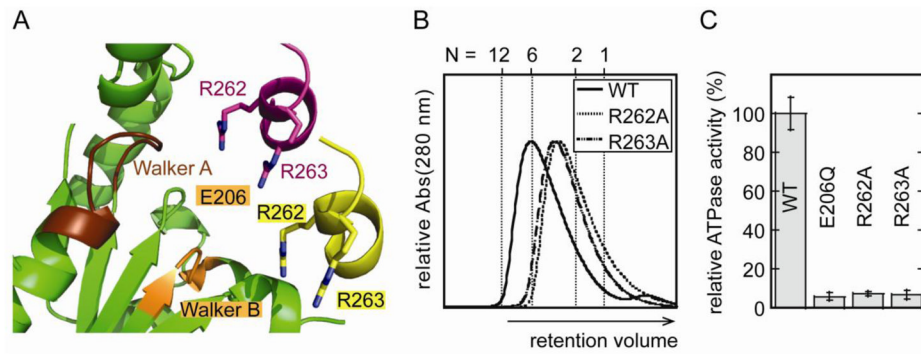 A
R262
Walker A
R263
E206
R262
R263
Walker B
B
N = 12 6 2 1
WT
R262A
R263A
relative Abs(280 nm)
retention volume
C
relative ATPase activity (%)
100
80
60
40
20
0
WT
E206Q
R262A
R263A